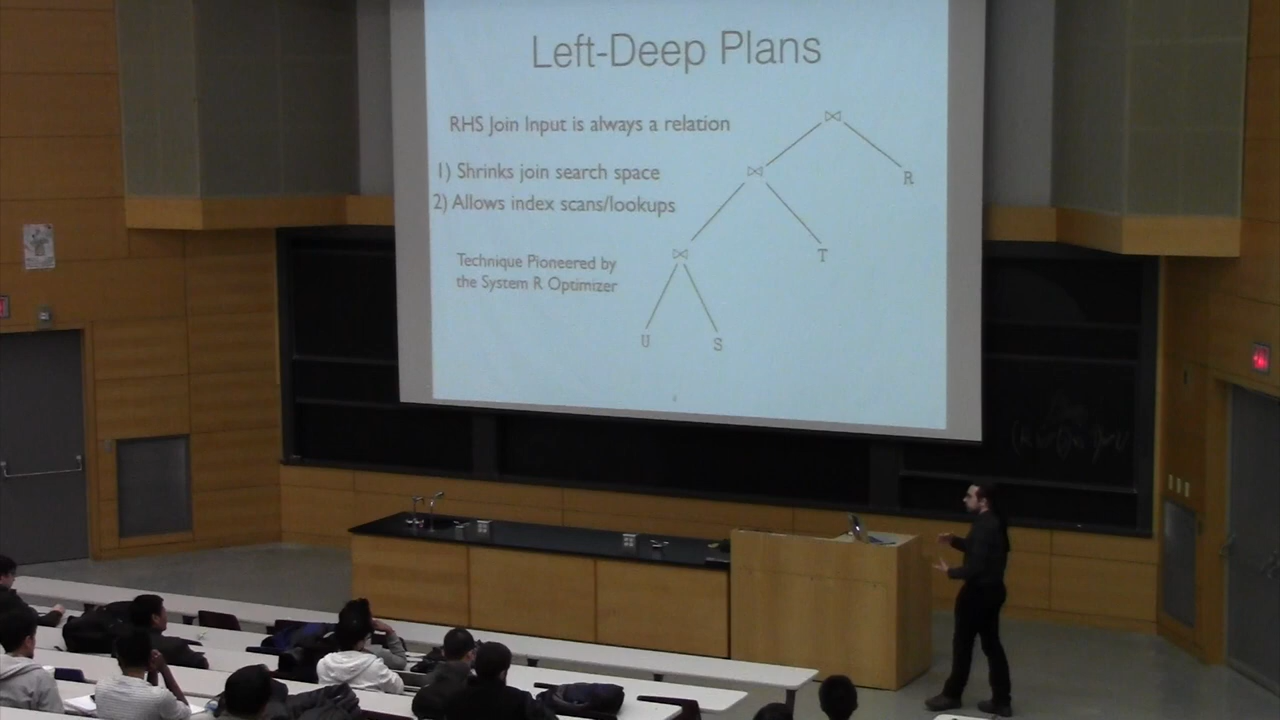 Left-Deep Plans
RHS Join Input is always a relation
1) Shrinks join search space
2) Allows index scans/lookups
Technique Pioneered by
the System R Optimizer
⋈
⋈
R
⋈
T
U
S